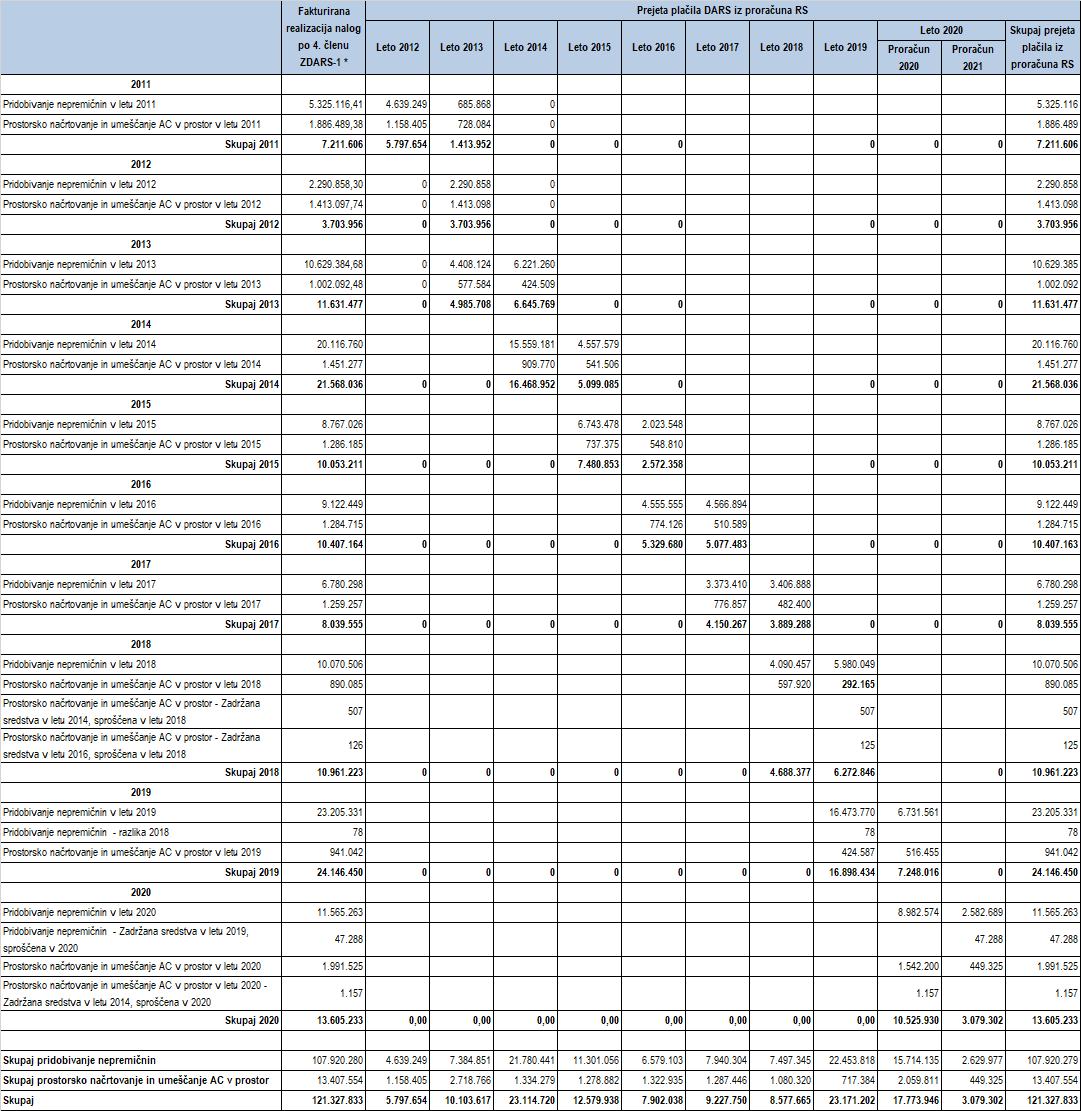 Fakturirana realizacija nalog po 4. členu ZDARS-1 * Prejeta plačila DARS iz proračuna RS
Leto 2012 Leto 2013 Leto 2014 Leto 2015 Leto 2016 Leto 2017 Leto 2018 Leto 2019 Leto 2020 Skupaj prejeta plačila iz proračuna RS
Proračun 2020 Proračun 2021
2011
Pridobivanje nepremičnin v letu 2011 5.325.116,41 4.639.249 685.868 0 5.325.116
Prostorsko načrtovanje in umeščanje AC v prostor v letu 2011 1.886.489,38 1.158.405 728.084 0 1.886.489
Skupaj 2011 7.211.606 5.797.654 1.413.952 0 0 0 0 0 0 7.211.606
2012
Pridobivanje nepremičnin v letu 2012 2.290.858,30 0 2.290.858 0 2.290.858
Prostorsko načrtovanje in umeščanje AC v prostor v letu 2012 1.413.097,74 0 1.413.098 0 1.413.098
Skupaj 2012 3.703.956 0 3.703.956 0 0 0 0 0 0 3.703.956
2013
Pridobivanje nepremičnin v letu 2013 10.629.384,68 0 4.408.124 6.221.260 10.629.385
Prostorsko načrtovanje in umeščanje AC v prostor v letu 2013 1.002.092,48 0 577.584 424.509 1.002.092
Skupaj 2013 11.631.477 0 4.985.708 6.645.769 0 0 0 0 0 11.631.477
2014
Pridobivanje nepremičnin v letu 2014 20.116.760 15.559.181 4.557.579 20.116.760
Prostorsko načrtovanje in umeščanje AC v prostor v letu 2014 1.451.277 909.770 541.506 1.451.277
Skupaj 2014 21.568.036 0 0 16.468.952 5.099.085 0 0 0 0 21.568.036
2015
Pridobivanje nepremičnin v letu 2015 8.767.026 6.743.478 2.023.548 8.767.026
Prostorsko načrtovanje in umeščanje AC v prostor v letu 2015 1.286.185 737.375 548.810 1.286.185
Skupaj 2015 10.053.211 0 0 0 7.480.853 2.572.358 0 0 0 10.053.211
2016
Pridobivanje nepremičnin v letu 2016 9.122.449 4.555.555 4.566.894 9.122.449
Prostorsko načrtovanje in umeščanje AC v prostor v letu 2016 1.284.715 774.126 510.589 1.284.715
Skupaj 2016 10.407.164 0 0 0 0 5.329.680 5.077.483 0 0 0 10.407.163
2017
Pridobivanje nepremičnin v letu 2017 6.780.298 3.373.410 3.406.888 6.780.298
Prostorsko načrtovanje in umeščanje AC v prostor v letu 2017 1.259.257 776.857 482.400 1.259.257
Skupaj 2017 8.039.555 0 0 0 0 0 4.150.267 3.889.288 0 0 0 8.039.555
2018
Pridobivanje nepremičnin v letu 2018 10.070.506 4.090.457 5.980.049 10.070.506
Prostorsko načrtovanje in umeščanje AC v prostor v letu 2018 890.085 597.920 292.165 890.085
Prostorsko načrtovanje in umeščanje AC v prostor - Zadržana
sredstva v letu 2014, sproščena v letu 2018 507 507 507
Prostorsko načrtovanje in umeščanje AC v prostor - Zadržana
sredstva v letu 2016, sproščena v letu 2018 126 125 125
Skupaj 2018 10.961.223 0 0 0 0 0 0 4.688.377 6.272.846 0 10.961.223
2019
Pridobivanje nepremičnin v letu 2019 23.205.331 16.473.770 6.731.561 23.205.331
Pridobivanje nepremičnin - razlika 2018 78 78 78
Prostorsko načrtovanje in umeščanje AC v prostor v letu 2019 941.042 424.587 516.455 941.042
Skupaj 2019 24.146.450 0 0 0 0 0 0 0 16.898.434 7.248.016 0 24.146.450
2020
Pridobivanje nepremičnin v letu 2020 11.565.263 8.982.574 2.582.689 11.565.263
Pridobivanje nepremičnin - Zadržana sredstva v letu 2019,
sproščena v 2020 47.288 47.288 47.288
Prostorsko načrtovanje in umeščanje AC v prostor v letu 2020 1.991.525 1.542.200 449.325 1.991.525
Prostorsko načrtovanje in umeščanje AC v prostor v letu 2020 -
Zadržana sredstva v letu 2014, sproščena v 2020 1.157 1.157 1.157
Skupaj 2020 13.605.233 0,00 0,00 0,00 0,00 0,00 0,00 0,00 0,00 10.525.930 3.079.302 13.605.233
Skupaj pridobivanje nepremičnin 107.920.280 4.639.249 7.384.851 21.780.441 11.301.056 6.579.103 7.940.304 7.497.345 22.453.818 15.714.135 2.629.977 107.920.279
Skupaj prostorsko načrtovanje in umeščanje AC v prostor 13.407.554 1.158.405 2.718.766 1.334.279 1.278.882 1.322.935 1.287.446 1.080.320 717.384 2.059.811 449.325 13.407.554
Skupaj 121.327.833 5.797.654 10.103.617 23.114.720 12.579.938 7.902.038 9.227.750 8.577.665 23.171.202 17.773.946 3.079.302 121.327.833